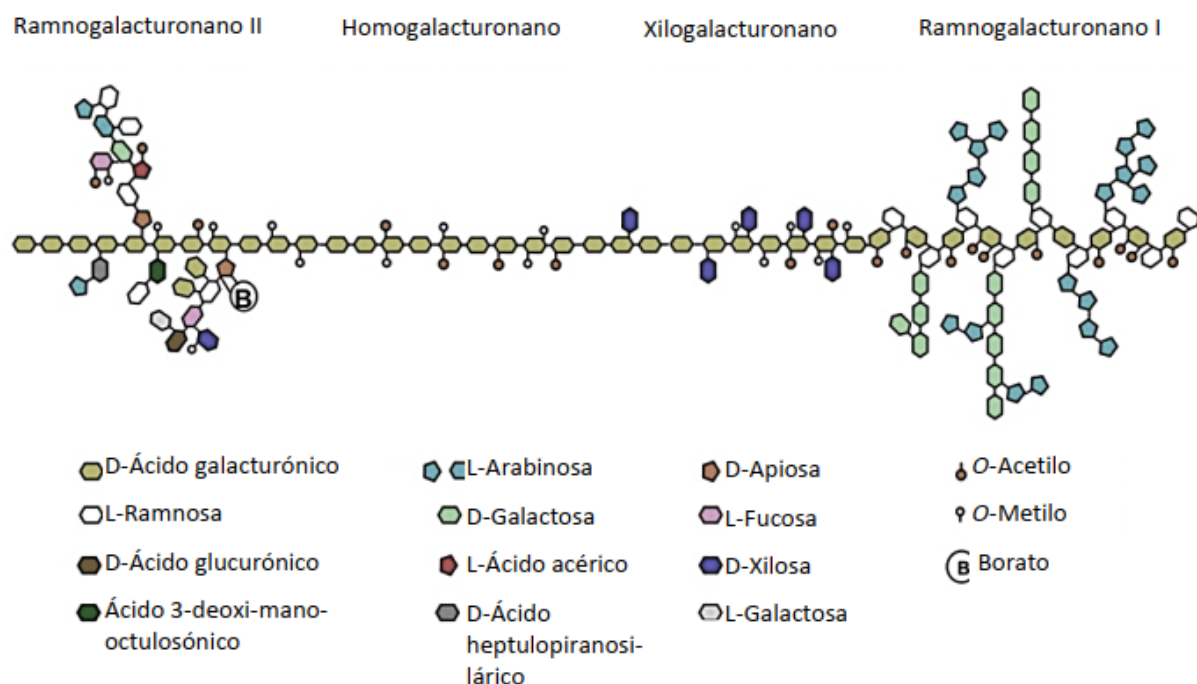 Ramnogalacturonano II
Homogalacturonano
Xilogalacturonano
Ramnogalacturonano I
B
D-Ácido galacturónico
L-Ramnosa
D-Ácido glucurónico
Ácido 3-deoxi-mano-
octulosónico
L-Arabinosa
D-Galactosa
L-Ácido acérico
D-Ácido
heptulopiranosi-
lárico
D-Apiosa
L-Fucosa
D-Xilosa
L-Galactosa
O-Acetilo
O-Metilo
B Borato